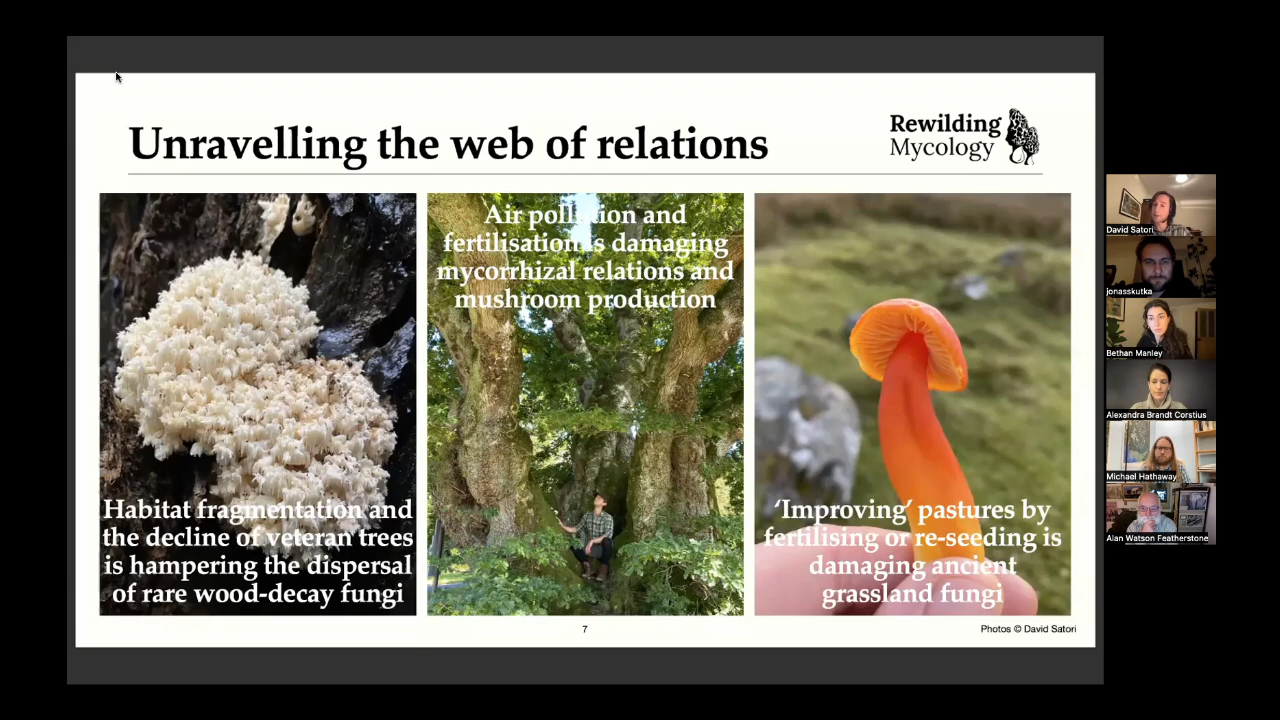 Unravelling the web of relations
Rewilding
Mycology
Habitat fragmentation and
the decline of veteran trees
is hampering the dispersal
of rare wood-decay fungi
Air pollution and
fertilisation is damaging
mycorrhizal relations and
mushroom production
‘Improving’ pastures by
fertilising or re-seeding is
damaging ancient
grassland fungi
7
Photos © David Satori
David Satori
jonasskutka
Bethan Manley
Alexandra Brandt Corstius
Michael Hathaway
Alan Watson Featherstone